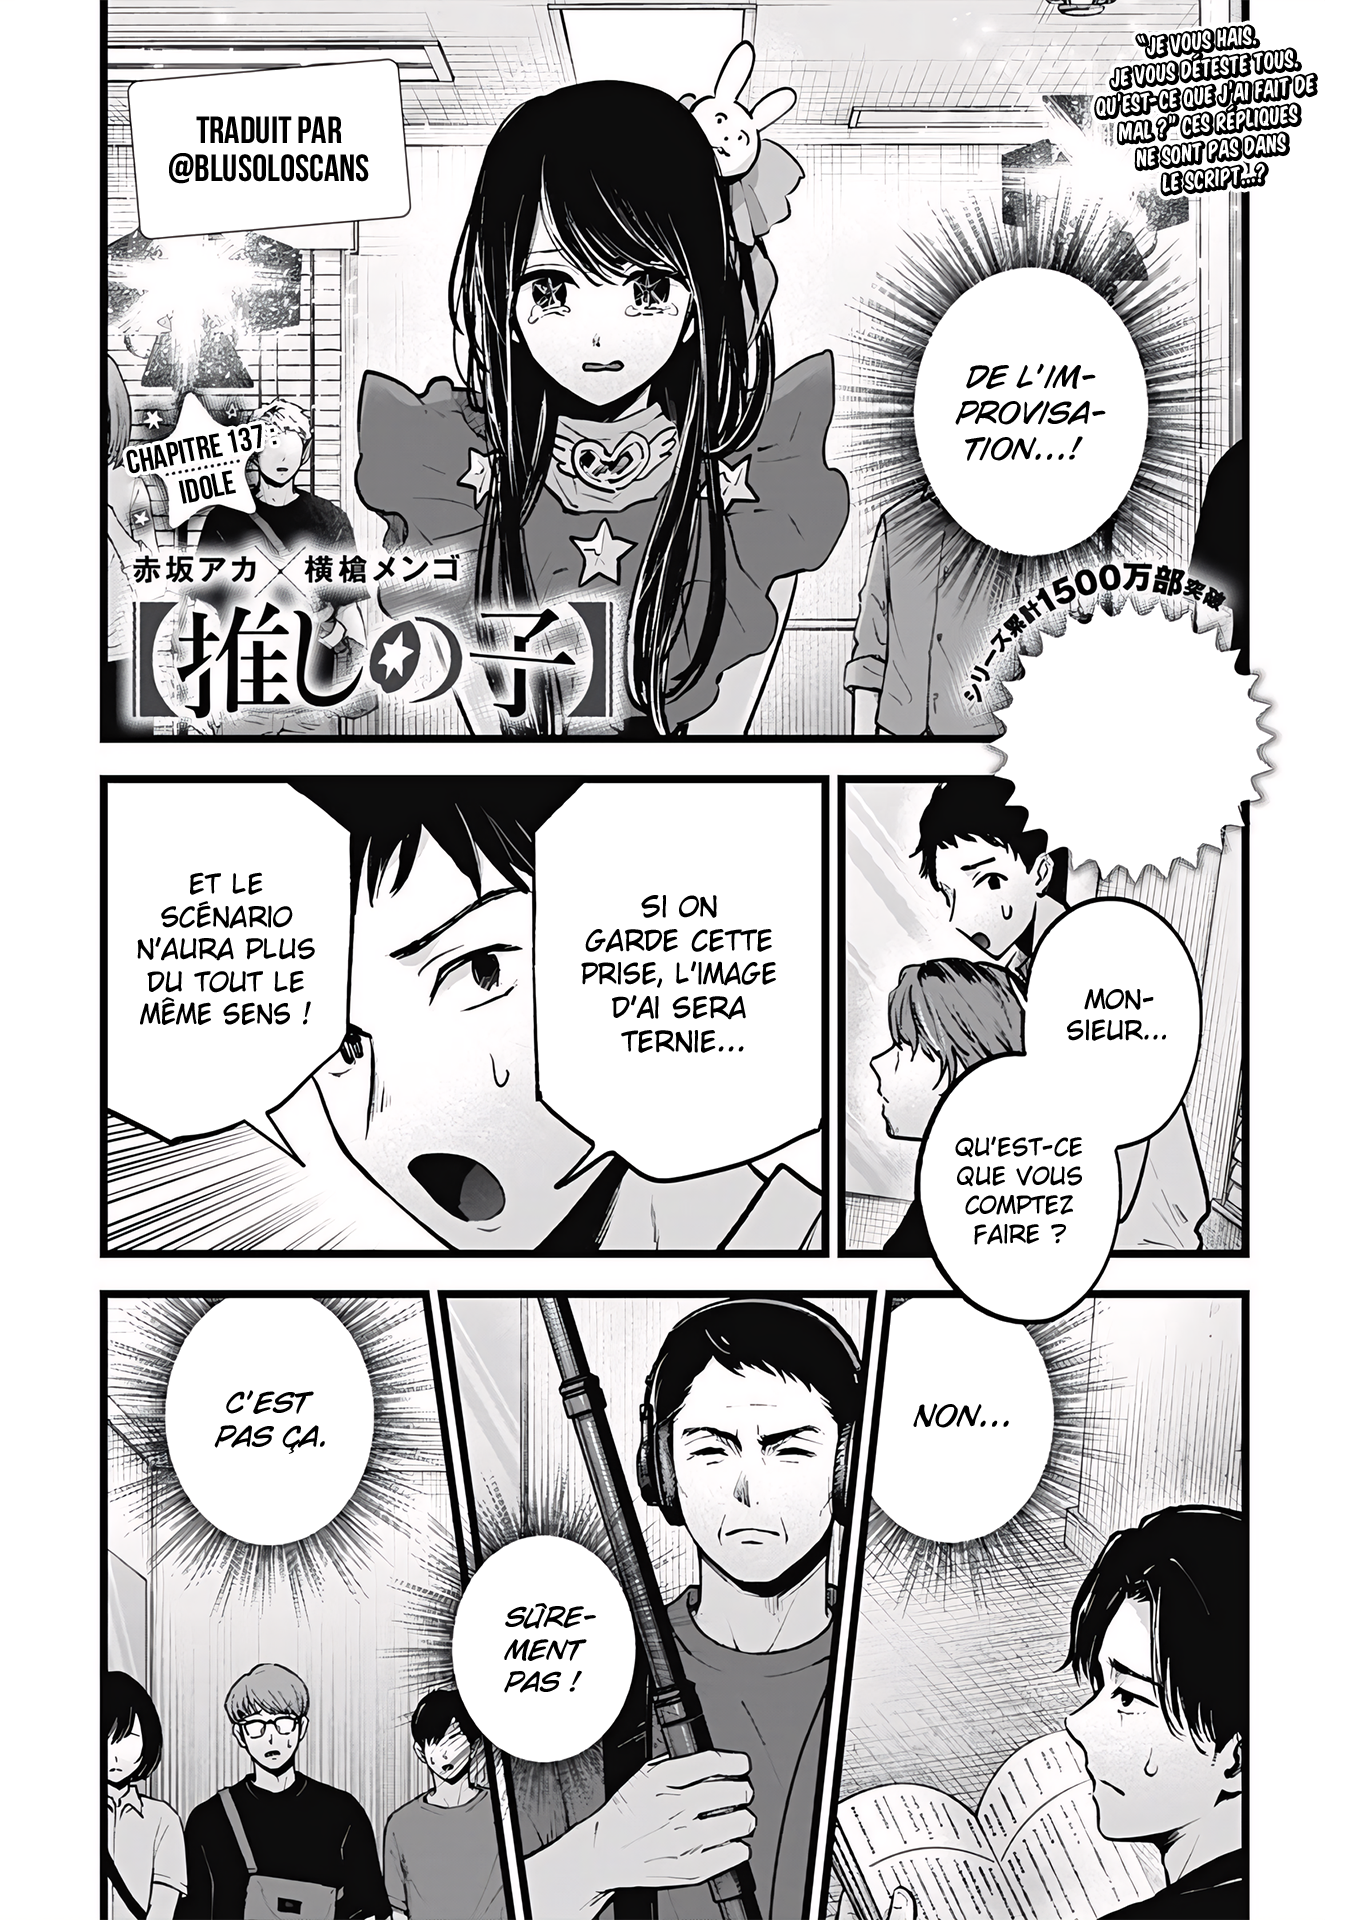 "JE VOUS HAIS.
JE VOUS DÉTESTE TOUS.
QU'EST-CE QUE J'AI FAIT DE
MAL ?" CES RÉPLIQUES
NE SONT PAS DANS
LE SCRIPT...?
TRADUIT PAR
@BLUSOLOSCANS
DE L'IM-
PROVISA-
TION...!
CHAPITRE 137 :
IDOLE
赤坂アカ×横槍メンゴ
【推しの子】
シリーズ累計1500万部突破
MON-
SIEUR...
QU'EST-CE
QUE VOUS
COMPTEZ
FAIRE ?
SI ON
GARDE CETTE
PRISE, L'IMAGE
D'AI SERA
TERNIE...
ET LE
SCÉNARIO
N'AURA PLUS
DU TOUT LE
MÊME SENS !
NON...
SÛRE-
MENT
PAS !
C'EST
PAS ÇA.